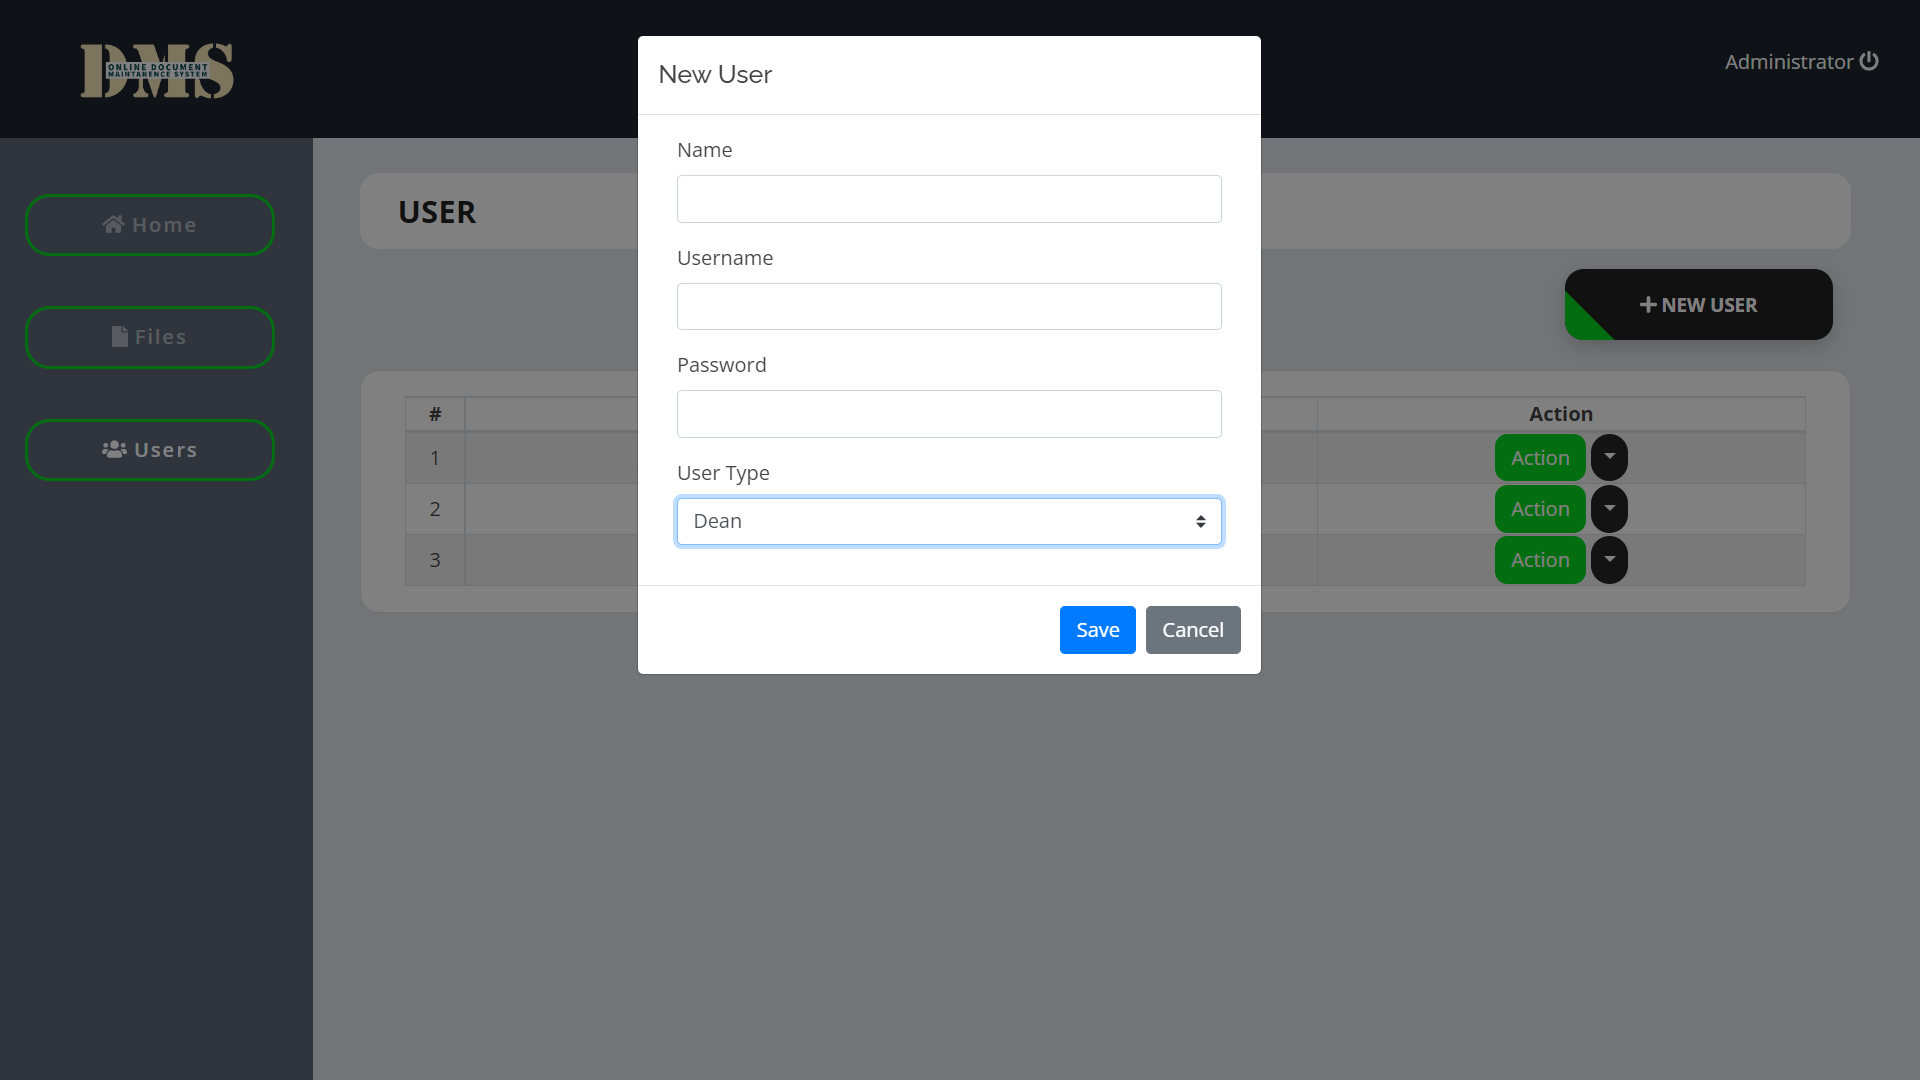 DMS
ONLINE DOCUMENT
MAINTANENCE SYSTEM
Administrator
Home
Files
Users
USER
NEW USER
# Action
1 Action
2 Action
3 Action
New User
Name
Username
Password
User Type
Dean
Save Cancel